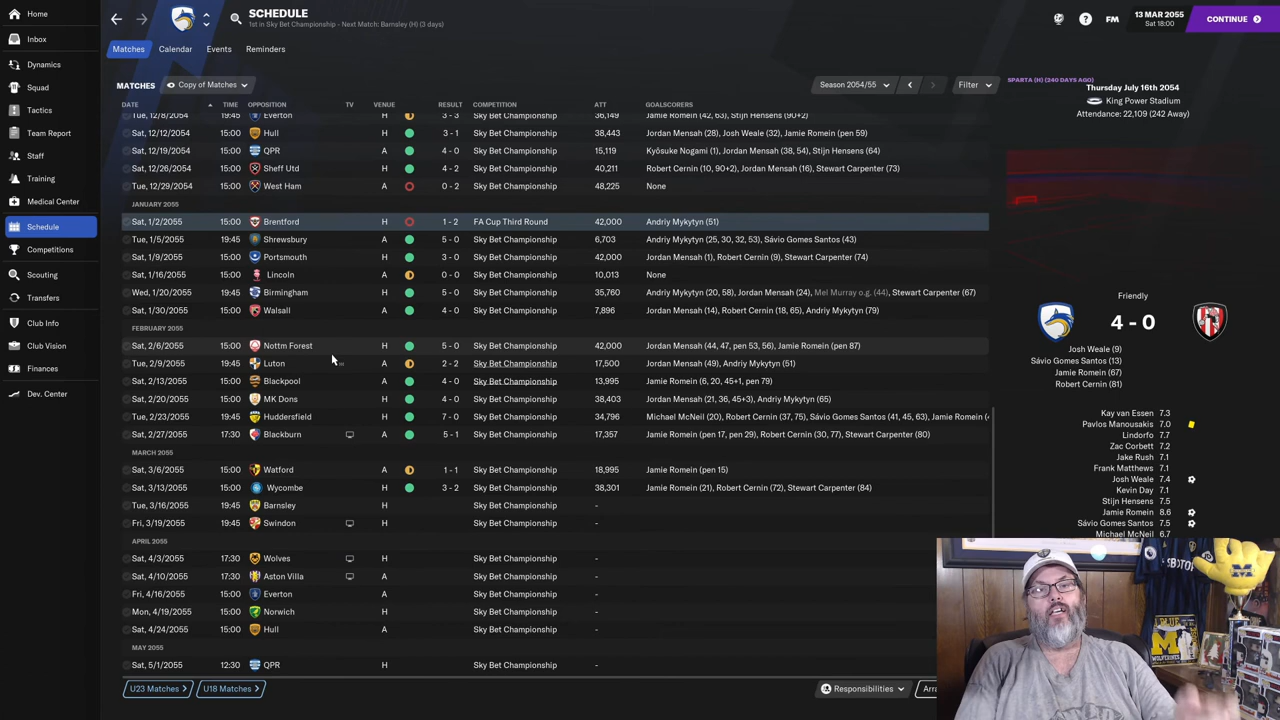 Home
Inbox
Dynamics
Squad
Tactics
Team Report
Staff
Training
Medical Center
Schedule
Competitions
Scouting
Transfers
Club Info
Club Vision
Finances
Dev. Center
SCHEDULE
1st in Sky Bet Championship - Next Match: Barnsley (H) (3 days)
FM
13 MAR 2055
Sat 18:00
CONTINUE
Matches Calendar Events Reminders
MATCHES Copy of Matches Season 2054/55 Filter
DATE TIME OPPOSITION TV VENUE RESULT COMPETITION ATT GOALSCORERS
Tue, 12/8/2054 19:45 Everton H 3 - 3 Sky Bet Championship 36,149 Jamie Romein (42, 63), Stijn Hensens (90+2)
Sat, 12/12/2054 15:00 Hull H 3 - 1 Sky Bet Championship 38,443 Jordan Mensah (28), Josh Weale (32), Jamie Romein (pen 59)
Sat, 12/19/2054 15:00 QPR A 4 - 0 Sky Bet Championship 15,119 Kyōsuke Nogami (1), Jordan Mensah (38, 54), Stijn Hensens (64)
Sat, 12/26/2054 15:00 Sheff Utd H 4 - 2 Sky Bet Championship 40,211 Robert Cernin (10, 90+2), Jordan Mensah (16), Stewart Carpenter (73)
Tue, 12/29/2054 15:00 West Ham A 0 - 2 Sky Bet Championship 48,225 None
JANUARY 2055
Sat, 1/2/2055 15:00 Brentford H 1 - 2 FA Cup Third Round 42,000 Andriy Mykytyn (51)
Tue, 1/5/2055 19:45 Shrewsbury A 5 - 0 Sky Bet Championship 6,703 Andriy Mykytyn (25, 30, 32, 53), Sávio Gomes Santos (43)
Sat, 1/9/2055 15:00 Portsmouth H 3 - 0 Sky Bet Championship 42,000 Jordan Mensah (1), Robert Cernin (9), Stewart Carpenter (74)
Sat, 1/16/2055 15:00 Lincoln A 0 - 0 Sky Bet Championship 10,013 None
Wed, 1/20/2055 19:45 Birmingham H 5 - 0 Sky Bet Championship 35,760 Andriy Mykytyn (20, 58), Jordan Mensah (24), Mel Murray o.g. (44), Stewart Carpenter (67)
Sat, 1/30/2055 15:00 Walsall A 4 - 0 Sky Bet Championship 7,896 Jordan Mensah (14), Robert Cernin (18, 65), Andriy Mykytyn (79)
FEBRUARY 2055
Sat, 2/6/2055 15:00 Nottm Forest H 5 - 0 Sky Bet Championship 42,000 Jordan Mensah (44, 47, pen 53, 56), Jamie Romein (pen 87)
Tue, 2/9/2055 19:45 Luton A 2 - 2 Sky Bet Championship 17,500 Jordan Mensah (49), Andriy Mykytyn (51)
Sat, 2/13/2055 15:00 Blackpool A 4 - 0 Sky Bet Championship 13,995 Jamie Romein (6, 20, 45+1, pen 79)
Sat, 2/20/2055 15:00 MK Dons H 4 - 0 Sky Bet Championship 38,403 Jordan Mensah (21, 36, 45+3), Andriy Mykytyn (65)
Tue, 2/23/2055 19:45 Huddersfield H 7 - 0 Sky Bet Championship 34,796 Michael McNeil (20), Robert Cernin (37, 75), Sávio Gomes Santos (41, 45, 63), Jamie Romein (
Sat, 2/27/2055 17:30 Blackburn A 5 - 1 Sky Bet Championship 17,357 Jamie Romein (pen 17, pen 29), Robert Cernin (30, 77), Stewart Carpenter (80)
MARCH 2055
Sat, 3/6/2055 15:00 Watford A 1 - 1 Sky Bet Championship 18,995 Jamie Romein (pen 15)
Sat, 3/13/2055 15:00 Wycombe H 3 - 2 Sky Bet Championship 38,301 Jamie Romein (21), Robert Cernin (72), Stewart Carpenter (84)
Tue, 3/16/2055 19:45 Barnsley H Sky Bet Championship -
Fri, 3/19/2055 19:45 Swindon H Sky Bet Championship -
APRIL 2055
Sat, 4/3/2055 17:30 Wolves H Sky Bet Championship -
Sat, 4/10/2055 17:30 Aston Villa A Sky Bet Championship -
Fri, 4/16/2055 15:00 Everton A Sky Bet Championship -
Mon, 4/19/2055 15:00 Norwich H Sky Bet Championship -
Sat, 4/24/2055 15:00 Hull A Sky Bet Championship -
MAY 2055
Sat, 5/1/2055 12:30 QPR H Sky Bet Championship -
U23 Matches U18 Matches Responsibilities Arra
SPARTA (H) (240 DAYS AGO)
Thursday July 16th 2054
King Power Stadium
Attendance: 22,109 (242 Away)
Friendly
4 - 0
Josh Weale (9)
Sávio Gomes Santos (13)
Jamie Romein (67)
Robert Cernin (81)
Kay van Essen 7.3
Pavlos Manousakis 7.0
Lindorfo 7.7
Zac Corbett 7.2
Jake Rush 7.1
Frank Matthews 7.1
Josh Weale 7.4
Kevin Day 7.1
Stijn Hensens 7.5
Jamie Romein 8.6
Sávio Gomes Santos 7.5
Michael McNeil 6.7
BLUE
WOLVERINES
M